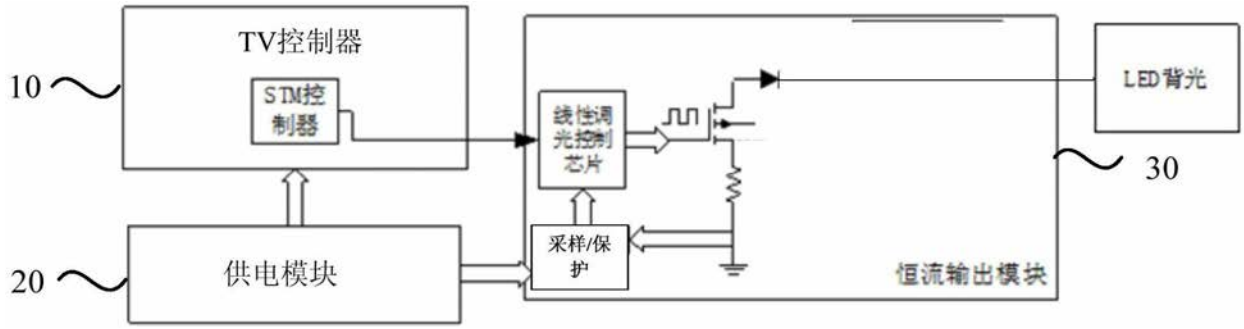 TV控制器
10
STM控
制器
线性调
光控制
芯片
LED背光
30
20
供电模块
采样/保
护
恒流输出模块